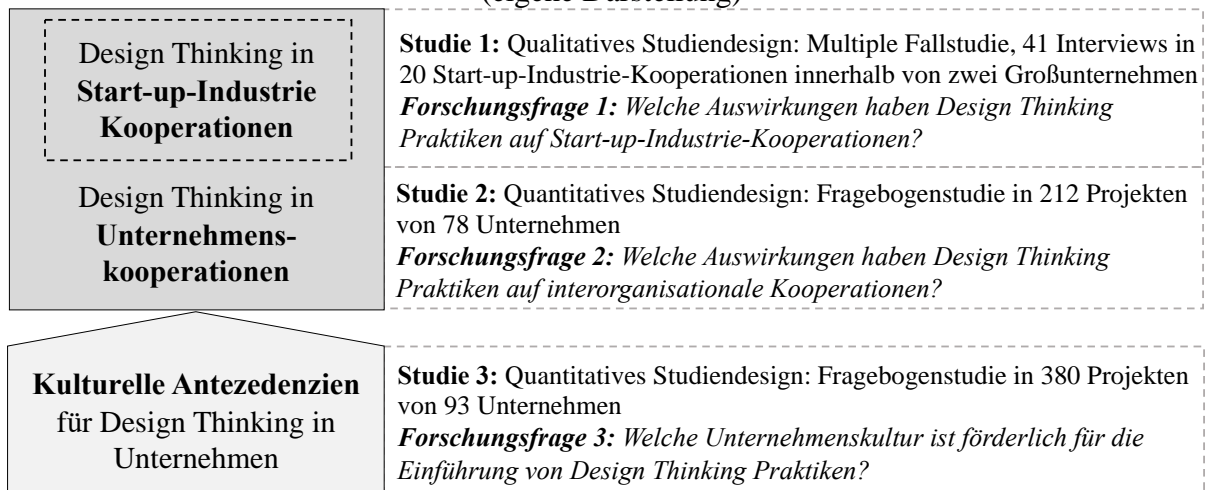 (eigene Darstellung)
Design Thinking in
Start-up-Industrie
Kooperationen
Studie 1: Qualitatives Studiendesign: Multiple Fallstudie, 41 Interviews in
20 Start-up-Industrie-Kooperationen innerhalb von zwei Großunternehmen
Forschungsfrage 1: Welche Auswirkungen haben Design Thinking
Praktiken auf Start-up-Industrie-Kooperationen?
Design Thinking in
Unternehmens-
kooperationen
Studie 2: Quantitatives Studiendesign: Fragebogenstudie in 212 Projekten
von 78 Unternehmen
Forschungsfrage 2: Welche Auswirkungen haben Design Thinking
Praktiken auf interorganisationale Kooperationen?
Kulturelle Antezedenzien
für Design Thinking in
Unternehmen
Studie 3: Quantitatives Studiendesign: Fragebogenstudie in 380 Projekten
von 93 Unternehmen
Forschungsfrage 3: Welche Unternehmenskultur ist förderlich für die
Einführung von Design Thinking Praktiken?